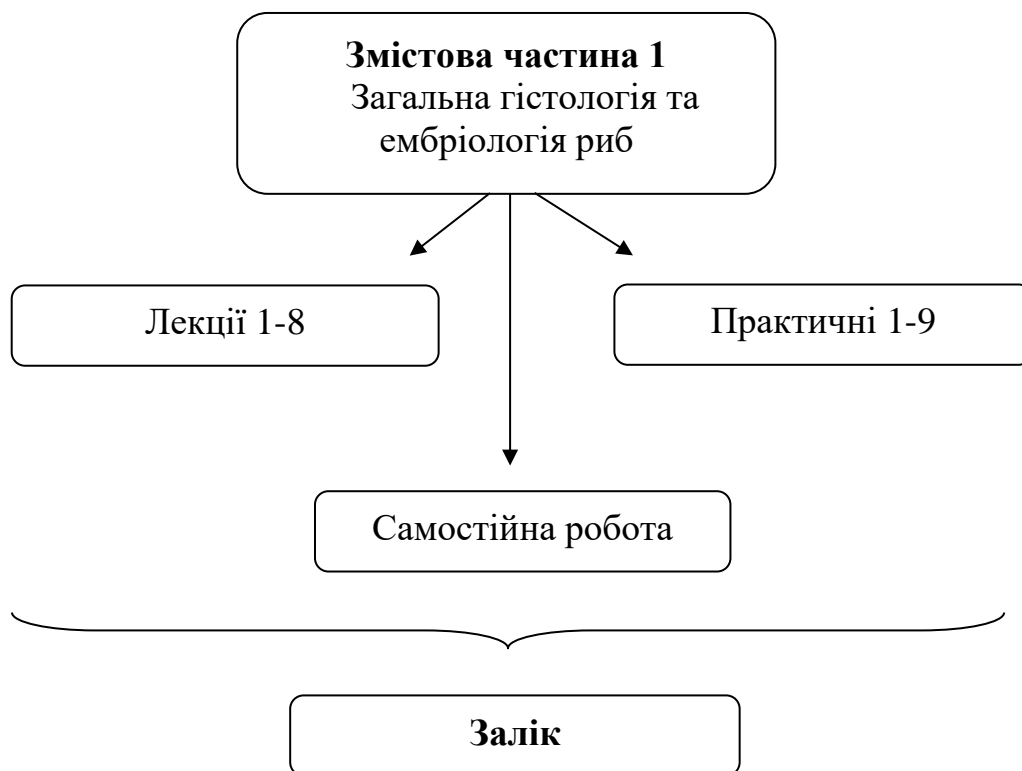 Змістова частина 1
Загальна гістологія та
ембріологія риб
Лекції 1-8
Практичні 1-9
Самостійна робота
Залік